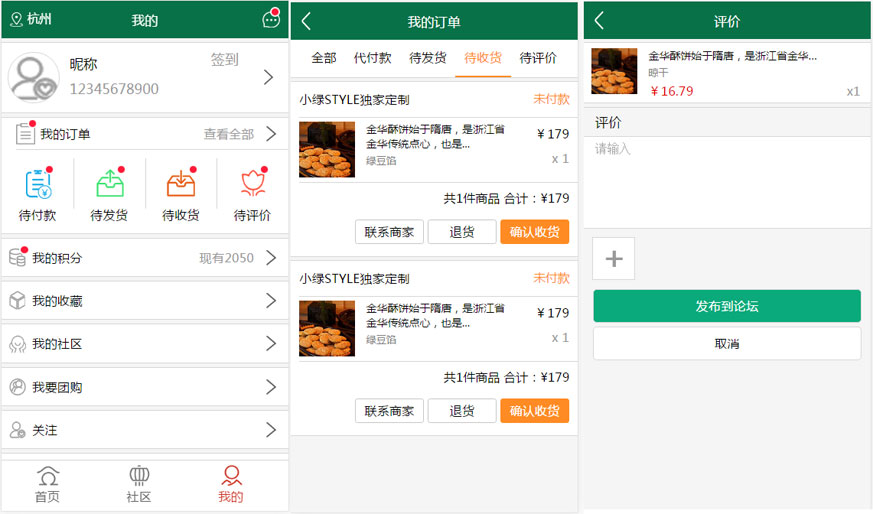 杭州
我的
昵称
签到
12345678900
我的订单
查看全部
待付款
待发货
待收货
待评价
我的积分
现有2050
我的收藏
我的社区
我要团购
关注
首页
社区
我的
我的订单
全部
代付款
待发货
待收货
待评价
小绿STYLE独家定制
未付款
金华酥饼始于隋唐，是浙江省
金华传统点心，也是...
绿豆馅
￥179
x 1
共1件商品 合计：¥179
联系商家
退货
确认收货
小绿STYLE独家定制
未付款
金华酥饼始于隋唐，是浙江省
金华传统点心，也是...
绿豆馅
￥179
x 1
共1件商品 合计：¥179
联系商家
退货
确认收货
评价
金华酥饼始于隋唐，是浙江省金华...
晾干
￥16.79
x1
评价
请输入
发布到论坛
取消